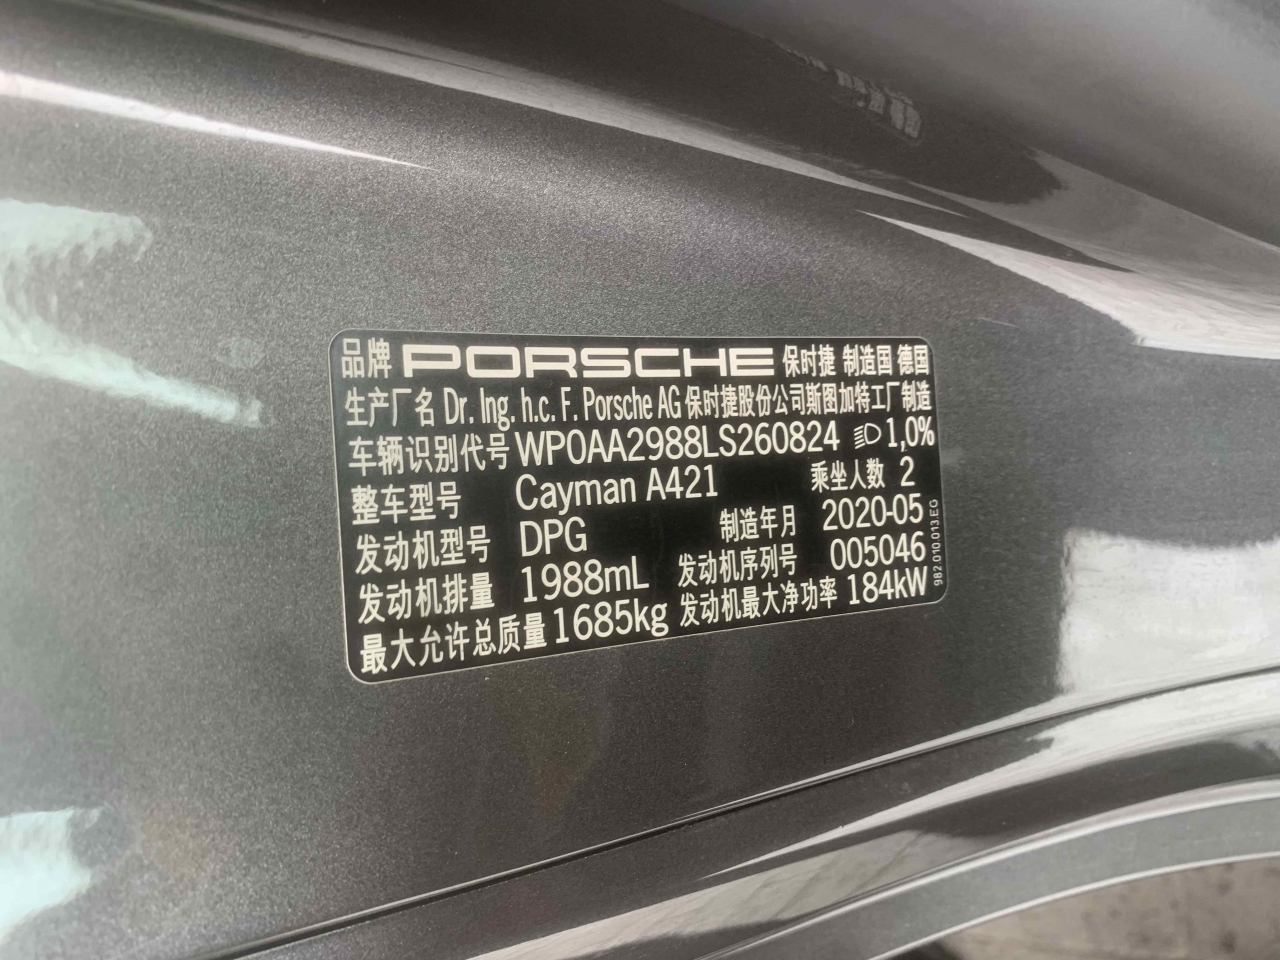 品牌 PORSCHE 保时捷 制造国 德国
生产厂名 Dr. Ing. h.c. F. Porsche AG 保时捷股份公司斯图加特工厂制造
车辆识别代号 WP0AA2988LS260824 1,0%
整车型号 Cayman A421 乘坐人数 2
发动机型号 DPG 制造年月 2020-05
发动机排量 1988mL 发动机序列号 005046
最大允许总质量 1685kg 发动机最大净功率 184kW
982 010 013 EG